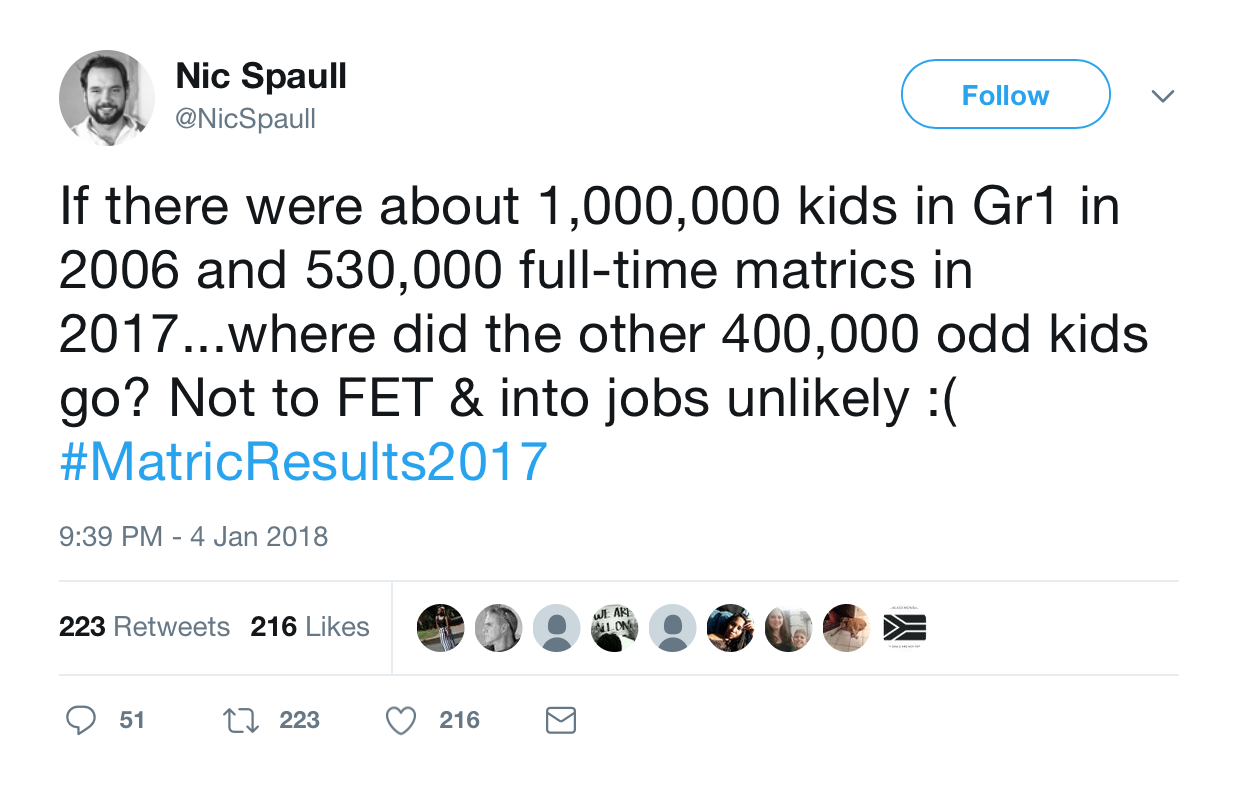 Nic Spaull
@NicSpaull
Follow
If there were about 1,000,000 kids in Gr1 in
2006 and 530,000 full-time matrics in
2017...where did the other 400,000 odd kids
go? Not to FET & into jobs unlikely :(
#MatricResults2017
9:39 PM - 4 Jan 2018
223 Retweets 216 Likes
WE ARE
51 223 216